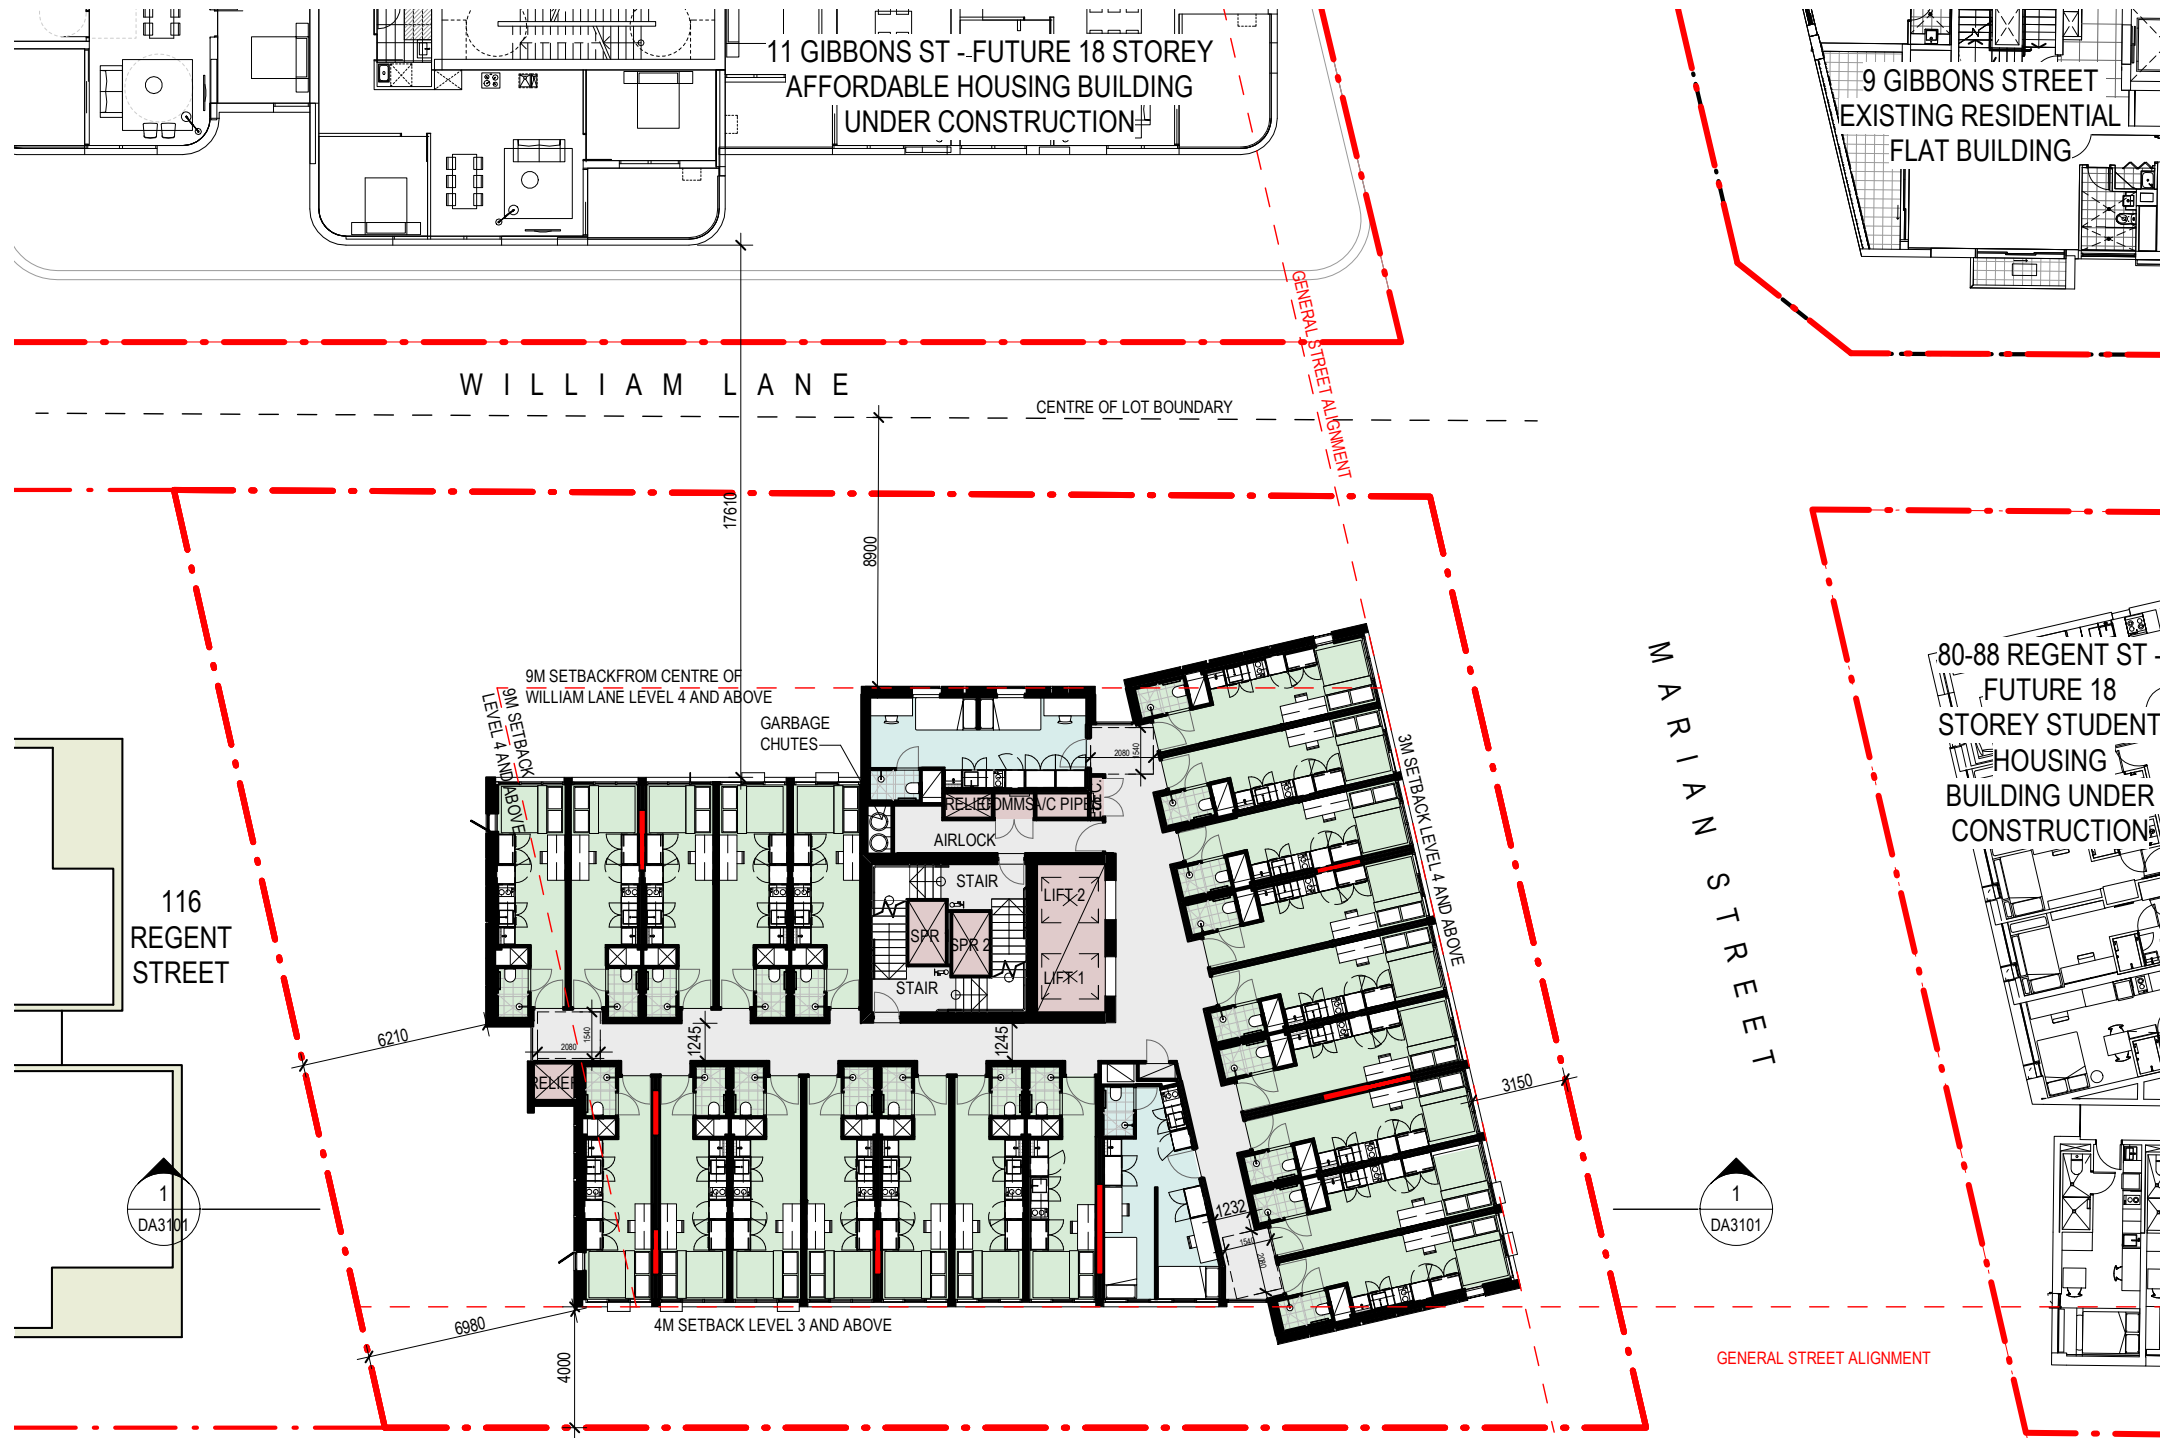 11 GIBBONS ST - FUTURE 18 STOREY
AFFORDABLE HOUSING BUILDING
UNDER CONSTRUCTION
9 GIBBONS STREET
EXISTING RESIDENTIAL
FLAT BUILDING
GENERAL STREET ALIGNMENT
WILLIAM LANE
CENTRE OF LOT BOUNDARY
17610
8900
9M SETBACKFROM CENTRE OF
WILLIAM LANE LEVEL 4 AND ABOVE
9M SETBACK
LEVEL 4 AND ABOVE
GARBAGE
CHUTES
3M SETBACK LEVEL 4 AND ABOVE
MARIAN STREET
80-88 REGENT ST -
FUTURE 18
STOREY STUDENT
HOUSING
BUILDING UNDER
CONSTRUCTION
2080
1540
RELIEF
COMMS
A/C PIPES
AIRLOCK
STAIR
LIFT 2
SPR
SPR 2
LIFT 1
STAIR
116
REGENT
STREET
6210
2080
1540
1245
1245
RELIEF
3150
1
DA3101
1232
1540
2080
1
DA3101
6980
4000
4M SETBACK LEVEL 3 AND ABOVE
GENERAL STREET ALIGNMENT